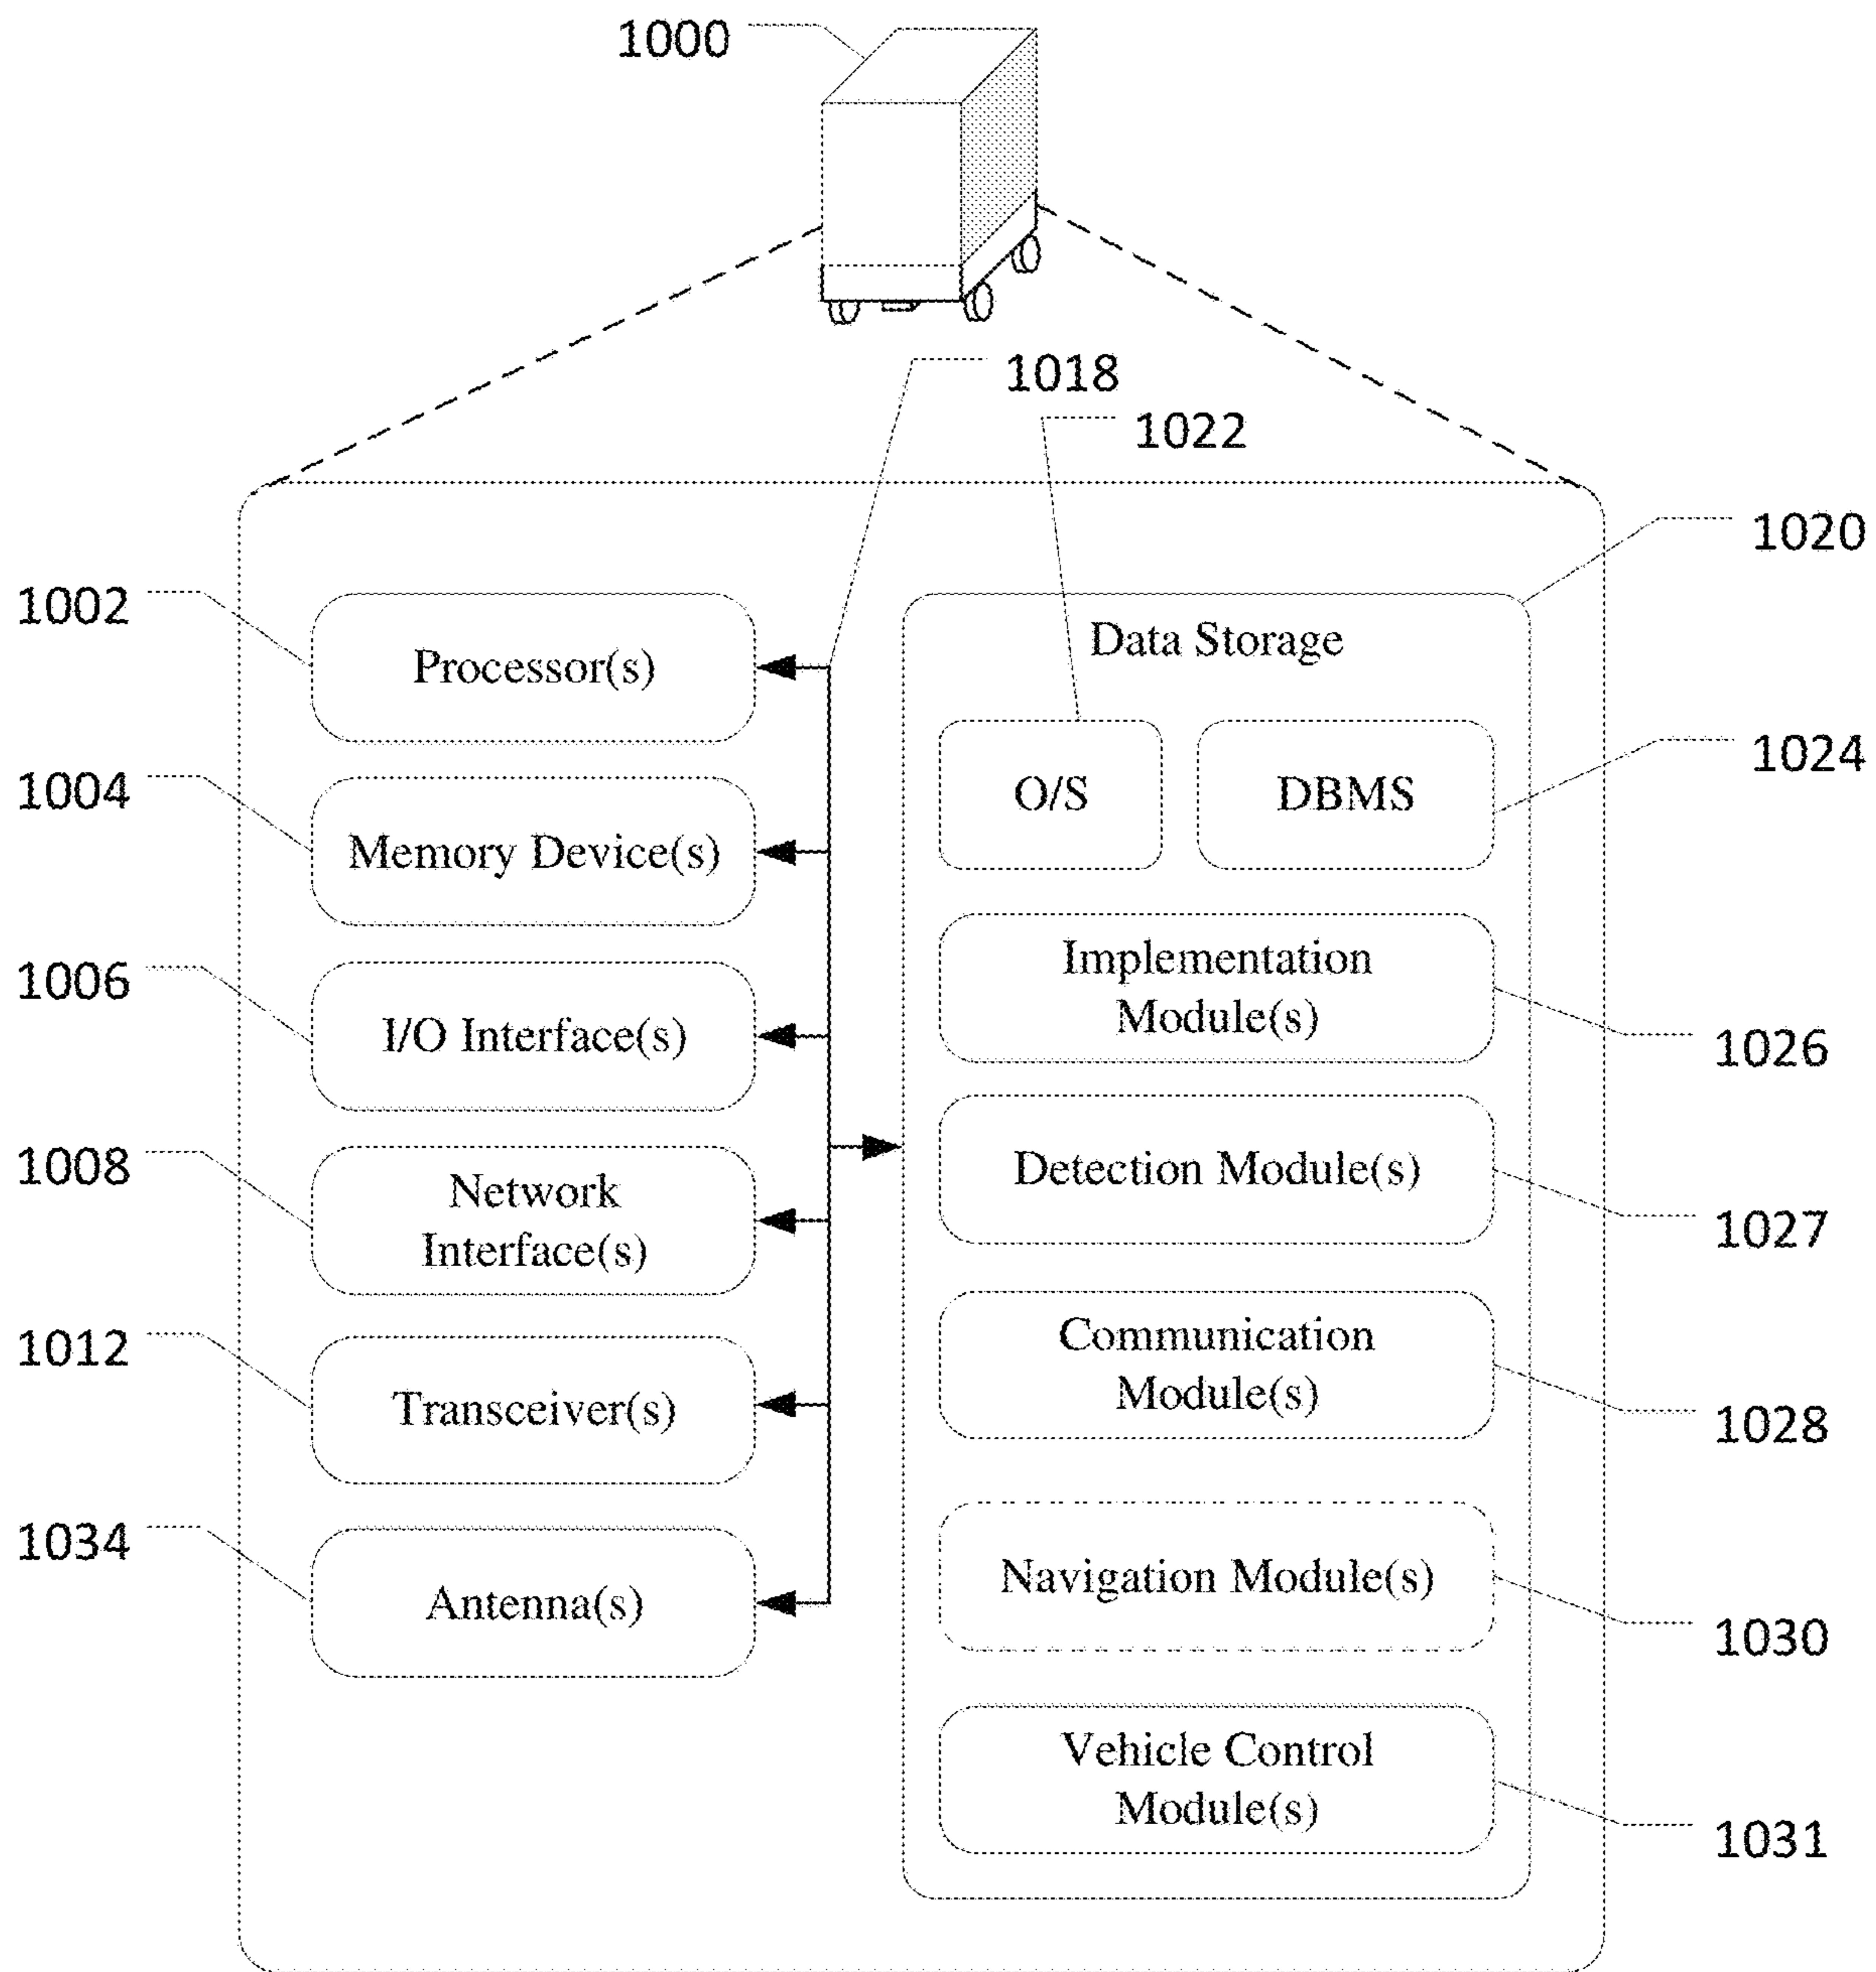 1000
1018
1022
1020
1002
Processor(s)
1004
Memory Device(s)
1006
I/O Interface(s)
1008
Network
Interface(s)
1012
Transceiver(s)
1034
Antenna(s)
Data Storage
O/S
DBMS
1024
Implementation
Module(s)
1026
Detection Module(s)
1027
Communication
Module(s)
1028
Navigation Module(s)
1030
Vehicle Control
Module(s)
1031